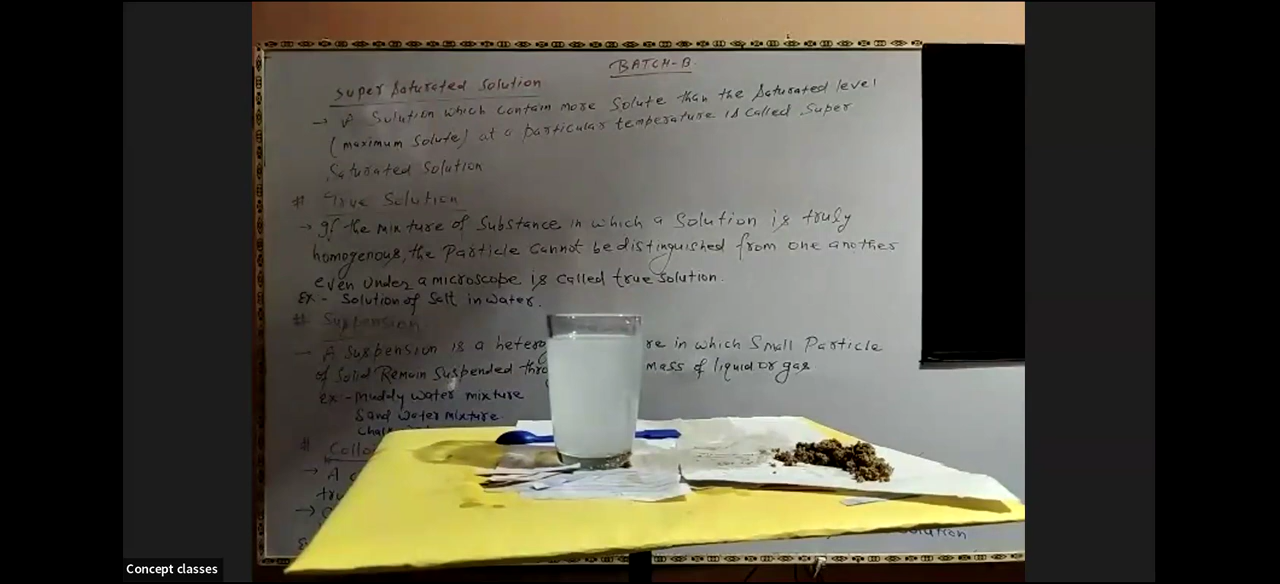 BATCH-B
Super Saturated Solution
→ A Solution which contain more Solute than the Saturated level
(maximum Solute) at a particular temperature is called Super
Saturated Solution
# True Solution
→ If the mixture of Substance in which a Solution is truly
homogenous, the Particle Cannot be distinguished from one another
even under a microscope is called true solution.
Ex - Solution of Salt in water.
# Suspension
→ A Suspension is a hetero re in which Small Particle
of Solid Remain Suspended thro mass of liquid or gas
ex - Muddy water mixture
Sand water mixture
Chalk
# Collo
→ A
tru
→
solution
Concept classes